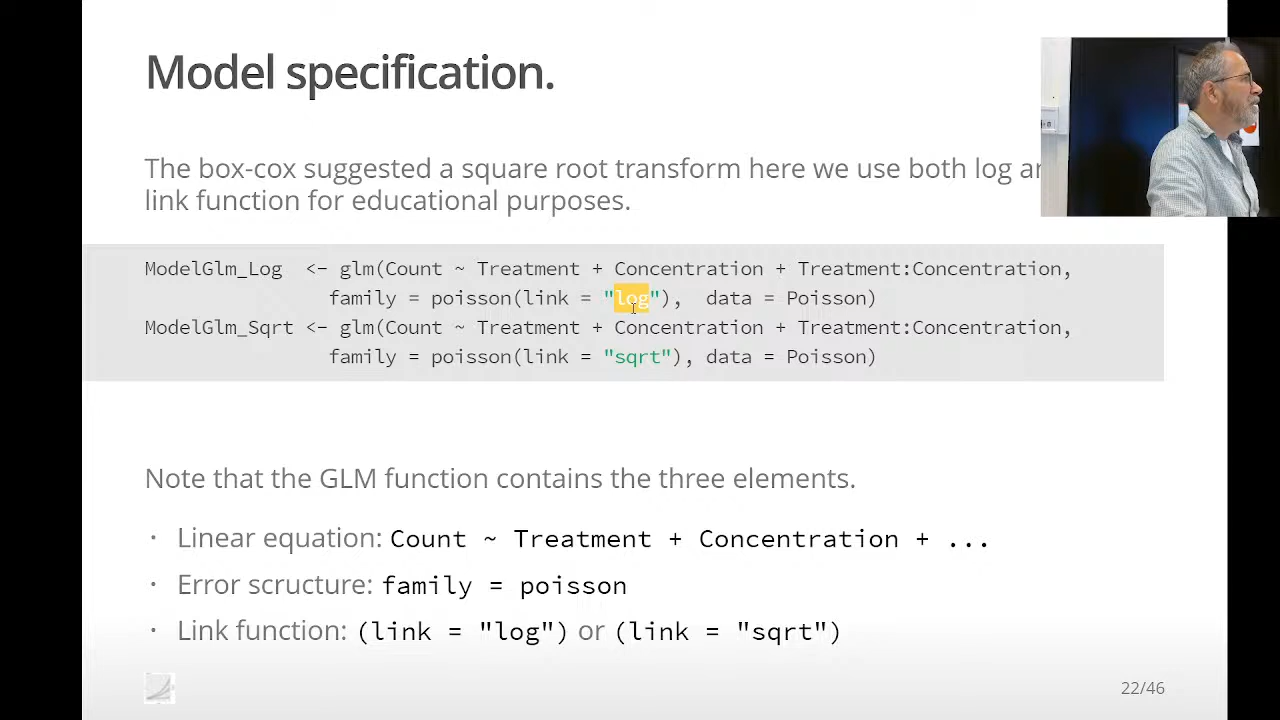 Model specification.
The box-cox suggested a square root transform here we use both log
link function for educational purposes.
ModelGlm_Log <- glm(Count ~ Treatment + Concentration + Treatment:Concentration,
family = poisson(link = "log"), data = Poisson)
ModelGlm_Sqrt <- glm(Count ~ Treatment + Concentration + Treatment:Concentration,
family = poisson(link = "sqrt"), data = Poisson)
Note that the GLM function contains the three elements.
· Linear equation: Count ~ Treatment + Concentration + ...
· Error scructure: family = poisson
· Link function: (link = "log") or (link = "sqrt")
22/46